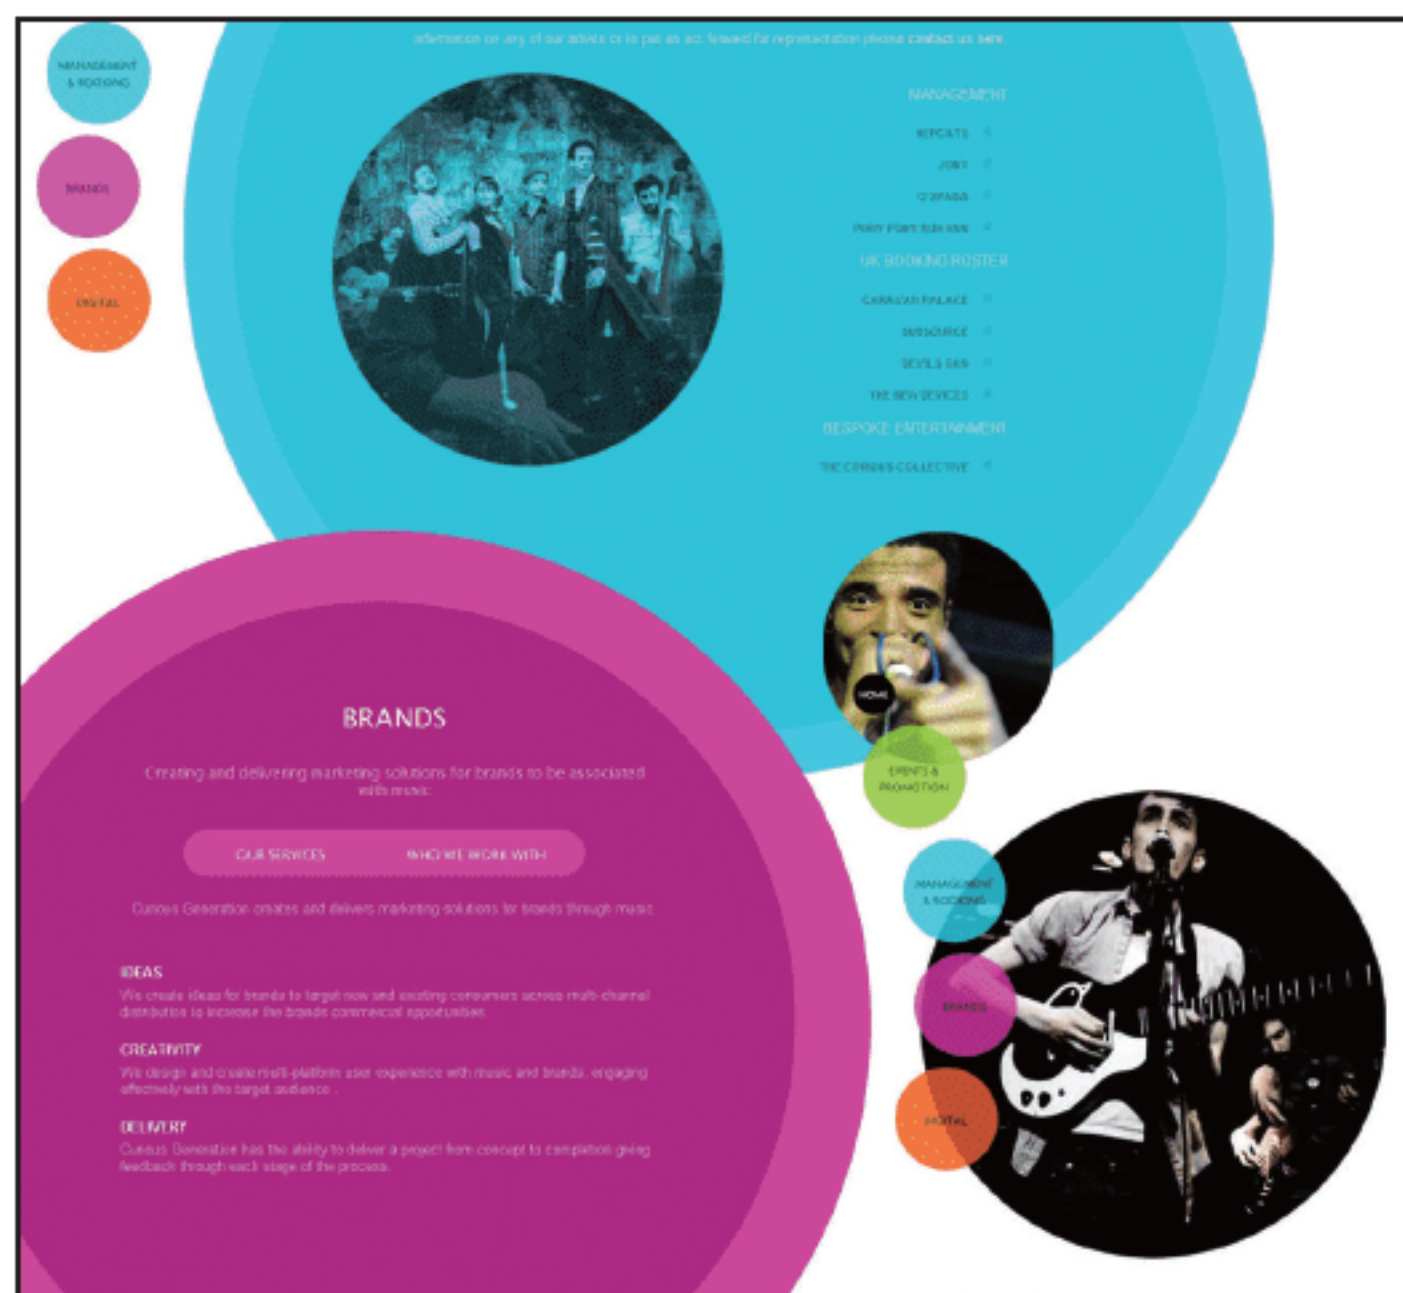 information on any of our artists or to put an act forward for representation please contact us here.
MANAGEMENT
& BOOKING
BRANDS
DIGITAL
MANAGEMENT
UK BOOKING ROSTER
CARAVAN PALACE
SUBSOURCE
DEVILS GUN
THE NEW DEVICES
BESPOKE ENTERTAINMENT
THE CURIOUS COLLECTIVE
HOME
EVENTS &
PROMOTION
MANAGEMENT
& BOOKING
BRANDS
DIGITAL
BRANDS
Creating and delivering marketing solutions for brands to be associated
with music
OUR SERVICES
WHO WE WORK WITH
Curious Generation creates and delivers marketing solutions for brands through music.
IDEAS
We create ideas for brands to target new and existing consumers across multi-channel
distribution to increase the brands commercial opportunities.
CREATIVITY
We design and create multi-platform user experience with music and brands, engaging
effectively with the target audience .
DELIVERY
Curious Generation has the ability to deliver a project from concept to completion giving
feedback through each stage of the process.